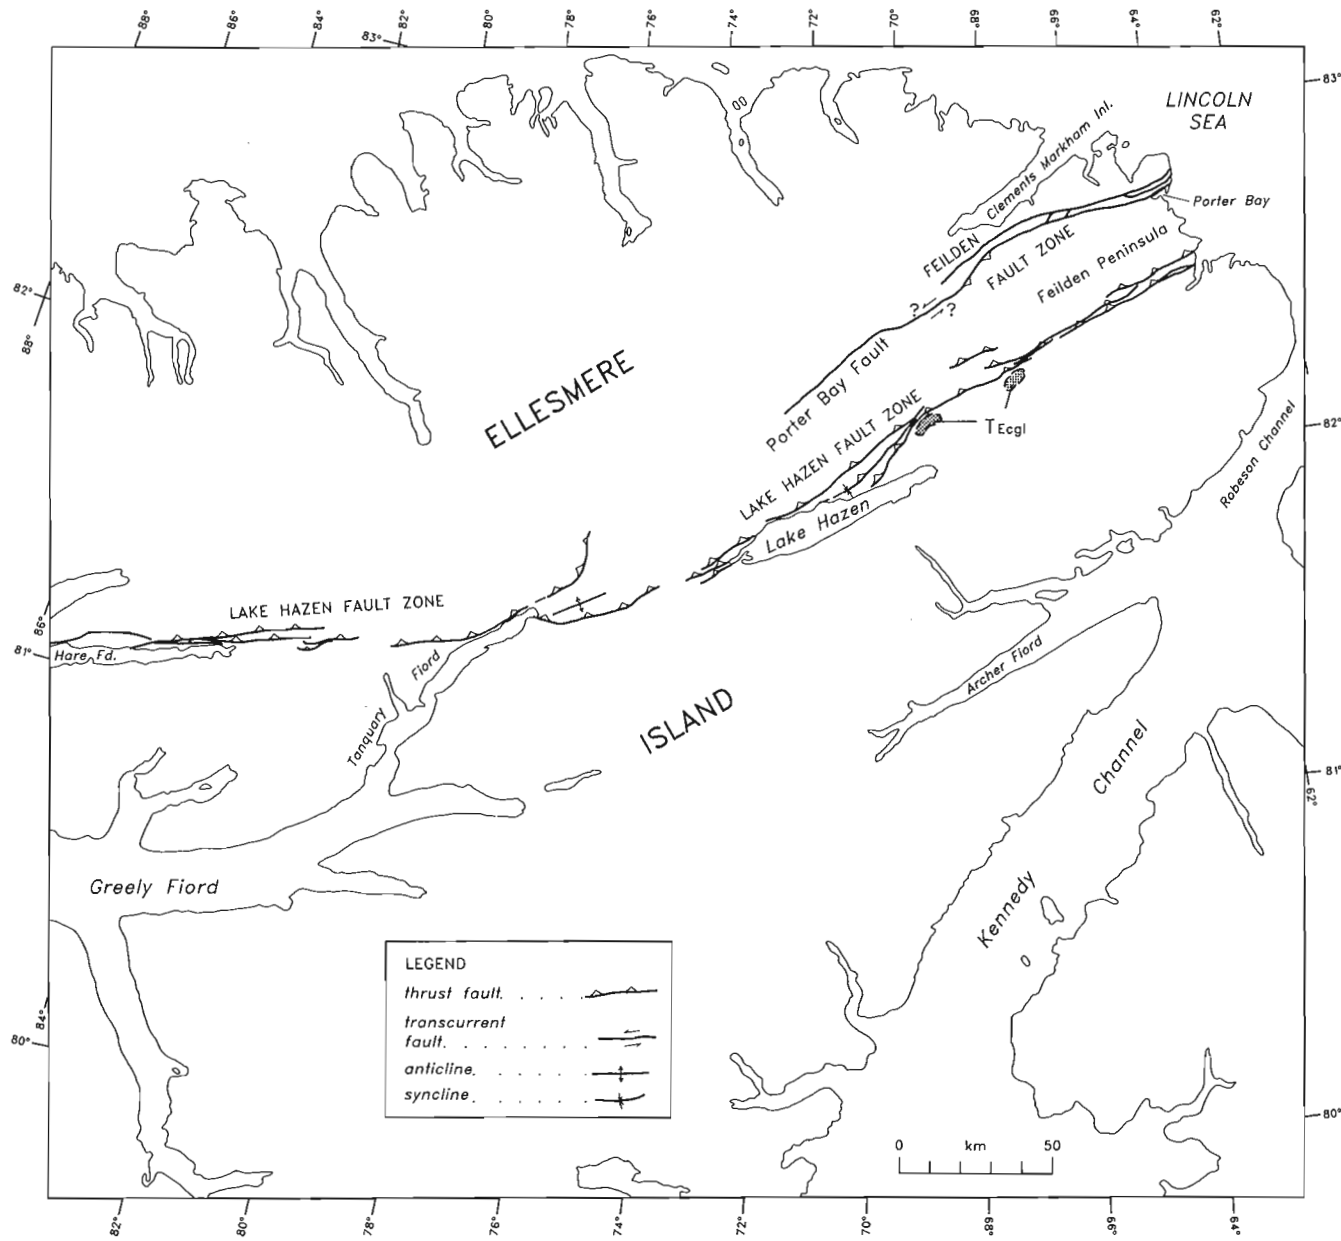 88°
86°
84°
82°
83°
80°
78°
76°
74°
72°
70°
69°
66°
64°
62°
83°
LINCOLN
SEA
Clements Markham Inl.
Porter Bay
FEILDEN
FAULT ZONE
Feilden Peninsula
82°
88°
?
?
ELLESMERE
Porter Bay Fault
LAKE HAZEN FAULT ZONE
TEcgl
82°
Robeson Channel
Lake Hazen
86°
81°
LAKE HAZEN FAULT ZONE
Hare Fd.
Tanquary
Fiord
Archer Fiord
ISLAND
Kennedy
Channel
81°
62°
Greely Fiord
LEGEND
thrust fault. . . . .
transcurrent
fault. . . . . . . .
anticline. . . . . .
syncline. . . . . .
84°
80°
80°
0 km 50
82°
80°
78°
76°
74°
72°
70°
68°
66°
64°